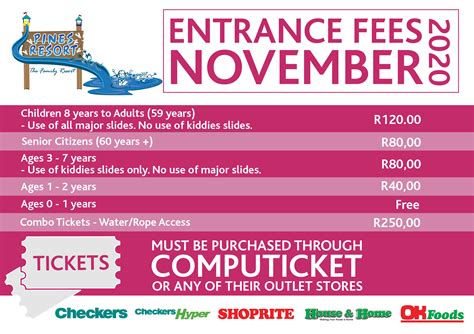 PINES
RESORT
The Family Resort
ENTRANCE FEES
NOVEMBER
2020
Children 8 years to Adults (59 years)
- Use of all major slides. No use of kiddies slides.
R120.00
Senior Citizens (60 years +)
R80,00
Ages 3 - 7 years
- Use of kiddies slides only. No use of major slides.
R80,00
Ages 1 - 2 years
R40,00
Ages 0 - 1 years
Free
Combo Tickets - Water/Rope Access
R250,00
TICKETS
MUST BE PURCHASED THROUGH
COMPUTICKET
OR ANY OF THEIR OUTLET STORES
Checkers
Checkers Hyper
SHOPRITE
House & Home
OK Foods